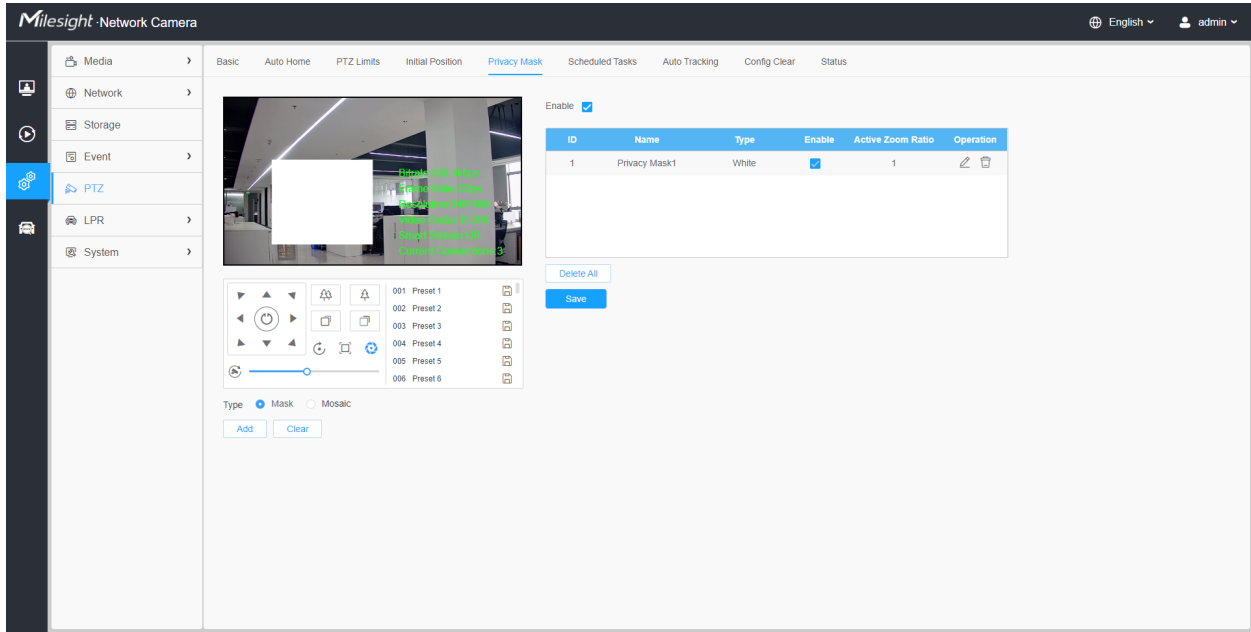 Milesight · Network Camera
English
admin
Media
Network
Storage
Event
PTZ
LPR
System
Basic Auto Home PTZ Limits Initial Position Privacy Mask Scheduled Tasks Auto Tracking Config Clear Status
Enable
ID Name Type Enable Active Zoom Ratio Operation
1 Privacy Mask1 White 1
Delete All
Save
001 Preset 1
002 Preset 2
003 Preset 3
004 Preset 4
005 Preset 5
006 Preset 6
Type Mask Mosaic
Add Clear